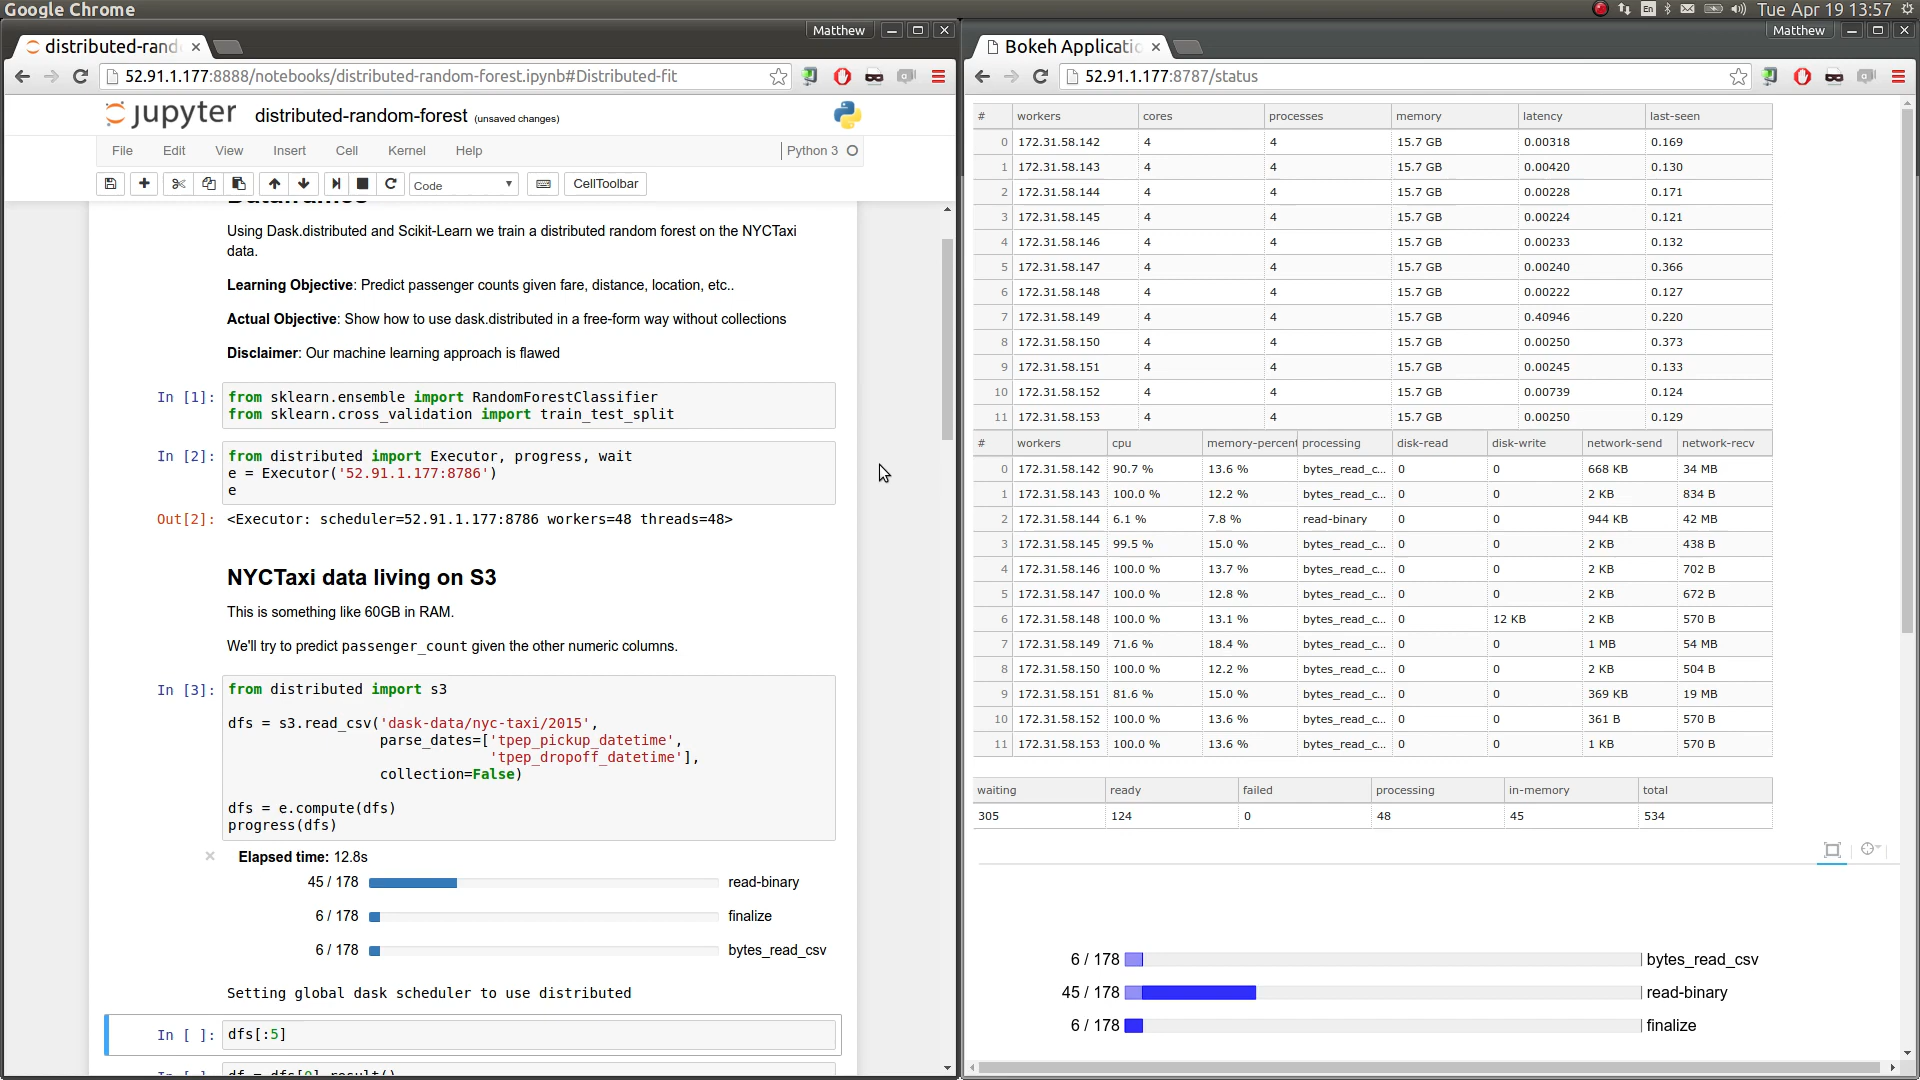 Google Chrome
En
Tue Apr 19 13:57
Matthew
distributed-rand
52.91.1.177:8888/notebooks/distributed-random-forest.ipynb#Distributed-fit
jupyter distributed-random-forest (unsaved changes)
File Edit View Insert Cell Kernel Help Python 3
Code CellToolbar
Dataframes
Using Dask.distributed and Scikit-Learn we train a distributed random forest on the NYCTaxi
data.
Learning Objective: Predict passenger counts given fare, distance, location, etc..
Actual Objective: Show how to use dask.distributed in a free-form way without collections
Disclaimer: Our machine learning approach is flawed
In [1]: from sklearn.ensemble import RandomForestClassifier
from sklearn.cross_validation import train_test_split
In [2]: from distributed import Executor, progress, wait
e = Executor('52.91.1.177:8786')
e
Out[2]: <Executor: scheduler=52.91.1.177:8786 workers=48 threads=48>
NYCTaxi data living on S3
This is something like 60GB in RAM.
We'll try to predict passenger_count given the other numeric columns.
In [3]: from distributed import s3
dfs = s3.read_csv('dask-data/nyc-taxi/2015',
parse_dates=['tpep_pickup_datetime',
'tpep_dropoff_datetime'],
collection=False)
dfs = e.compute(dfs)
progress(dfs)
Elapsed time: 12.8s
45 / 178 read-binary
6 / 178 finalize
6 / 178 bytes_read_csv
Setting global dask scheduler to use distributed
In [ ]: dfs[:5]
In [ ]: df = dfs[0].result()
Matthew
Bokeh Applicatio
52.91.1.177:8787/status
# workers cores processes memory latency last-seen
0 172.31.58.142 4 4 15.7 GB 0.00318 0.169
1 172.31.58.143 4 4 15.7 GB 0.00420 0.130
2 172.31.58.144 4 4 15.7 GB 0.00228 0.171
3 172.31.58.145 4 4 15.7 GB 0.00224 0.121
4 172.31.58.146 4 4 15.7 GB 0.00233 0.132
5 172.31.58.147 4 4 15.7 GB 0.00240 0.366
6 172.31.58.148 4 4 15.7 GB 0.00222 0.127
7 172.31.58.149 4 4 15.7 GB 0.40946 0.220
8 172.31.58.150 4 4 15.7 GB 0.00250 0.373
9 172.31.58.151 4 4 15.7 GB 0.00245 0.133
10 172.31.58.152 4 4 15.7 GB 0.00739 0.124
11 172.31.58.153 4 4 15.7 GB 0.00250 0.129
# workers cpu memory-percent processing disk-read disk-write network-send network-recv
0 172.31.58.142 90.7 % 13.6 % bytes_read_c... 0 0 668 KB 34 MB
1 172.31.58.143 100.0 % 12.2 % bytes_read_c... 0 0 2 KB 834 B
2 172.31.58.144 6.1 % 7.8 % read-binary 0 0 944 KB 42 MB
3 172.31.58.145 99.5 % 15.0 % bytes_read_c... 0 0 2 KB 438 B
4 172.31.58.146 100.0 % 13.7 % bytes_read_c... 0 0 2 KB 702 B
5 172.31.58.147 100.0 % 12.8 % bytes_read_c... 0 0 2 KB 672 B
6 172.31.58.148 100.0 % 13.1 % bytes_read_c... 0 12 KB 2 KB 570 B
7 172.31.58.149 71.6 % 18.4 % bytes_read_c... 0 0 1 MB 54 MB
8 172.31.58.150 100.0 % 12.2 % bytes_read_c... 0 0 2 KB 504 B
9 172.31.58.151 81.6 % 15.0 % bytes_read_c... 0 0 369 KB 19 MB
10 172.31.58.152 100.0 % 13.6 % bytes_read_c... 0 0 361 B 570 B
11 172.31.58.153 100.0 % 13.6 % bytes_read_c... 0 0 1 KB 570 B
waiting ready failed processing in-memory total
305 124 0 48 45 534
6 / 178 bytes_read_csv
45 / 178 read-binary
6 / 178 finalize